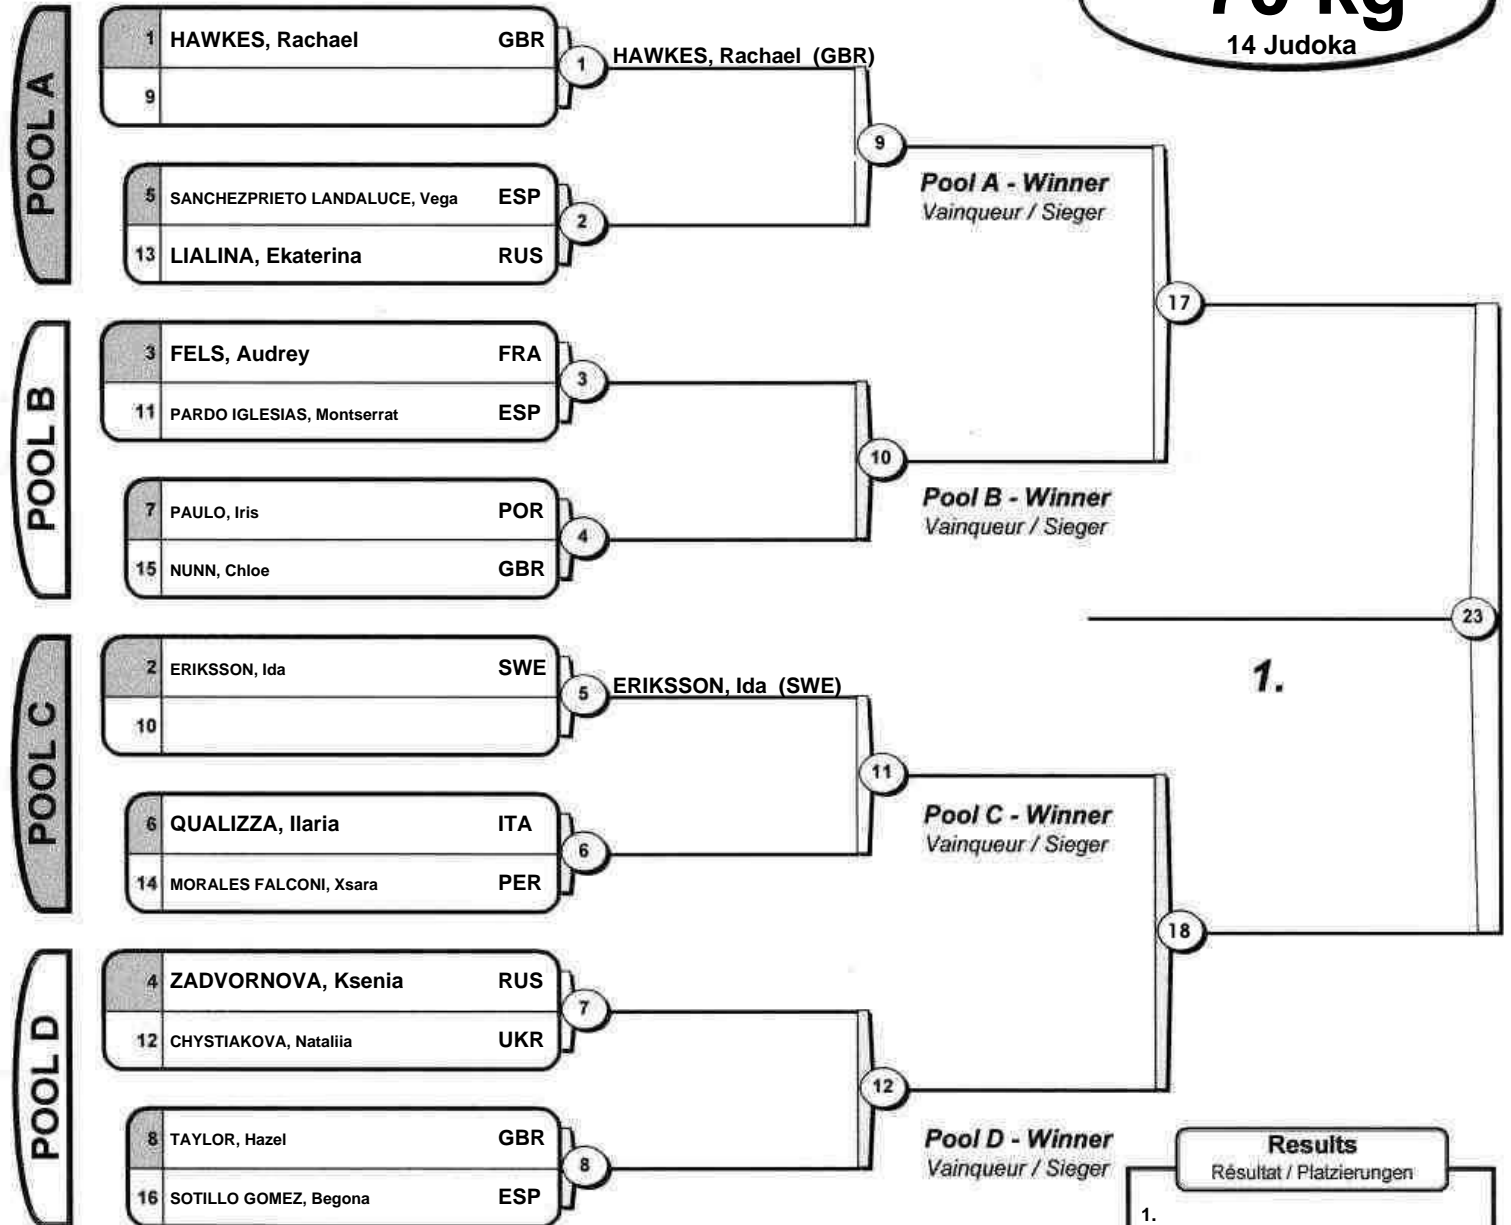 70 kg
14 Judoka
POOL A
1 HAWKES, Rachael GBR
9
1 HAWKES, Rachael (GBR)
5 SANCHEZPRIETO LANDALUCE, Vega ESP
13 LIALINA, Ekaterina RUS
2
9
Pool A - Winner
Vainqueur / Sieger
POOL B
3 FELS, Audrey FRA
11 PARDO IGLESIAS, Montserrat ESP
3
7 PAULO, Iris POR
15 NUNN, Chloe GBR
4
10
Pool B - Winner
Vainqueur / Sieger
17
POOL C
2 ERIKSSON, Ida SWE
10
5 ERIKSSON, Ida (SWE)
6 QUALIZZA, Ilaria ITA
14 MORALES FALCONI, Xsara PER
6
11
Pool C - Winner
Vainqueur / Sieger
23
1.
POOL D
4 ZADVORNOVA, Ksenia RUS
12 CHYSTIAKOVA, Nataliia UKR
7
8 TAYLOR, Hazel GBR
16 SOTILLO GOMEZ, Begona ESP
8
12
Pool D - Winner
Vainqueur / Sieger
18
Results
Résultat / Platzierungen
1.